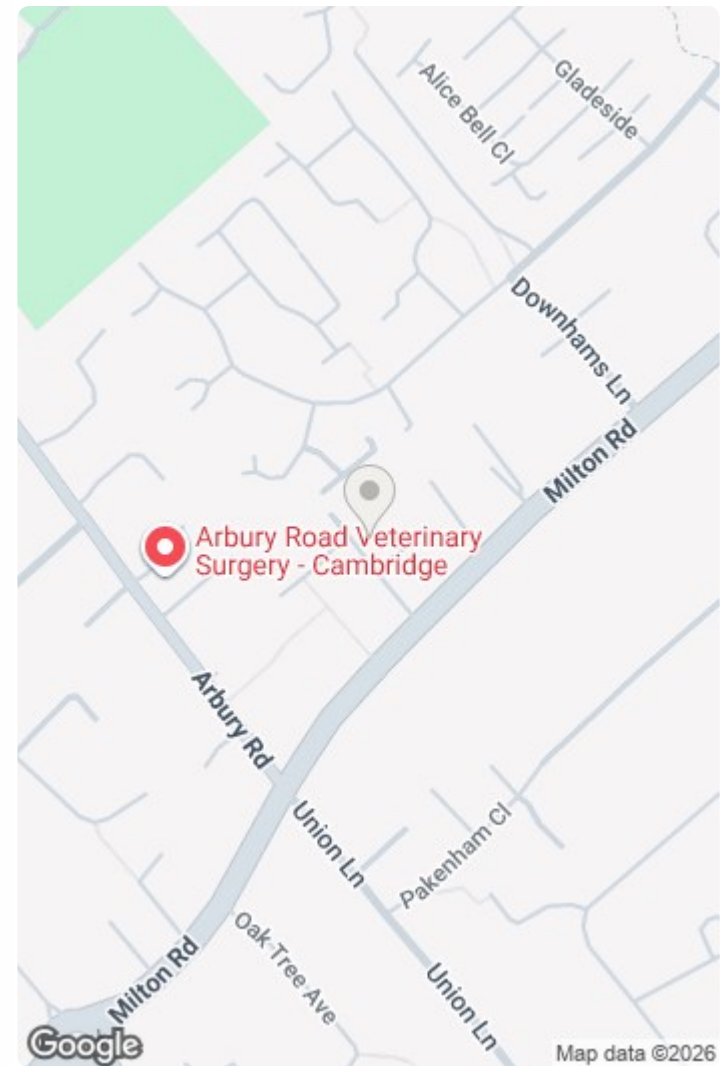 Gladeside
Alice Bell Cl
Downhams Ln
Milton Rd
Arbury Road Veterinary
Surgery - Cambridge
Arbury Rd
Union Ln
Pakenham Cl
Oak Tree Ave
Milton Rd
Union Ln
Google
Map data ©2026